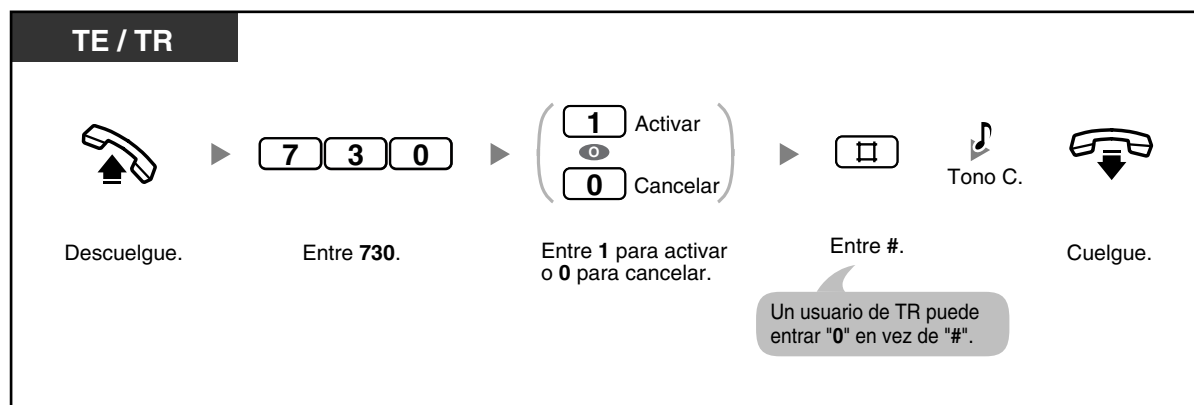 TE / TR
7 3 0
1 Activar
o
0 Cancelar
#
Tono C.
Descuelgue.
Entre 730.
Entre 1 para activar
o 0 para cancelar.
Entre #.
Cuelgue.
Un usuario de TR puede
entrar "0" en vez de "#".